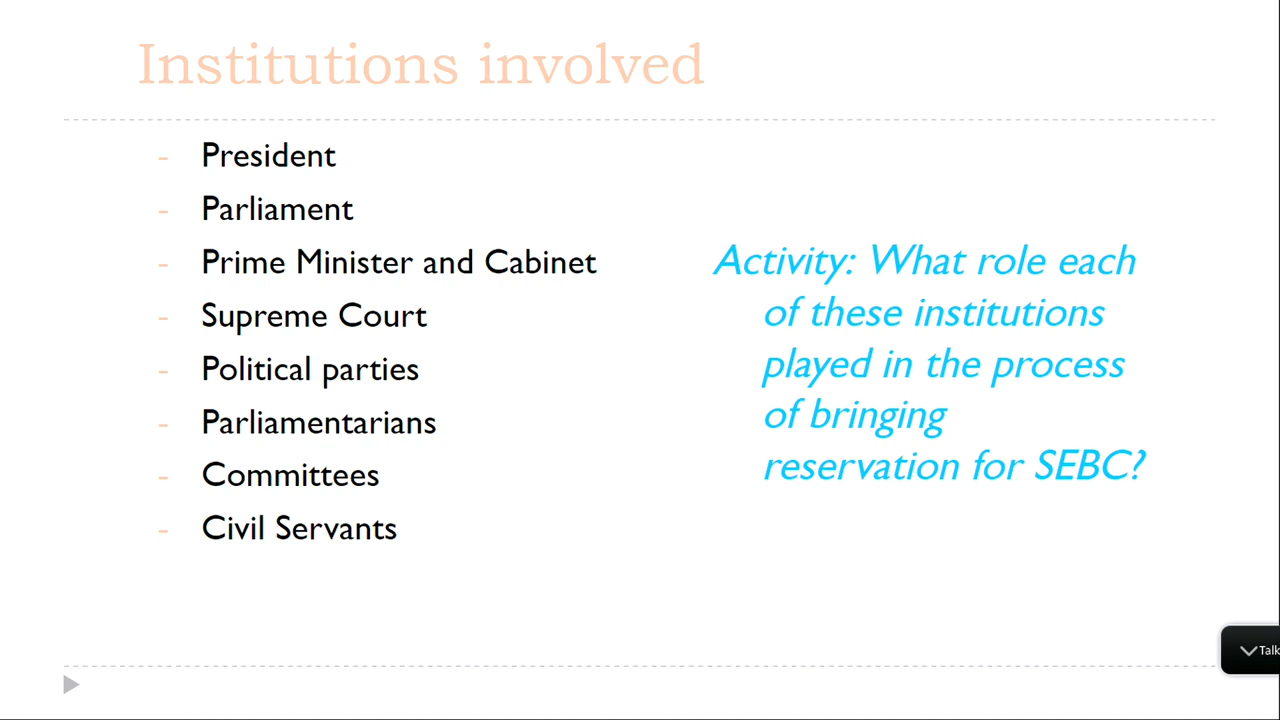 Institutions involved
- President
- Parliament
- Prime Minister and Cabinet
- Supreme Court
- Political parties
- Parliamentarians
- Committees
- Civil Servants
Activity: What role each
of these institutions
played in the process
of bringing
reservation for SEBC?
Talk